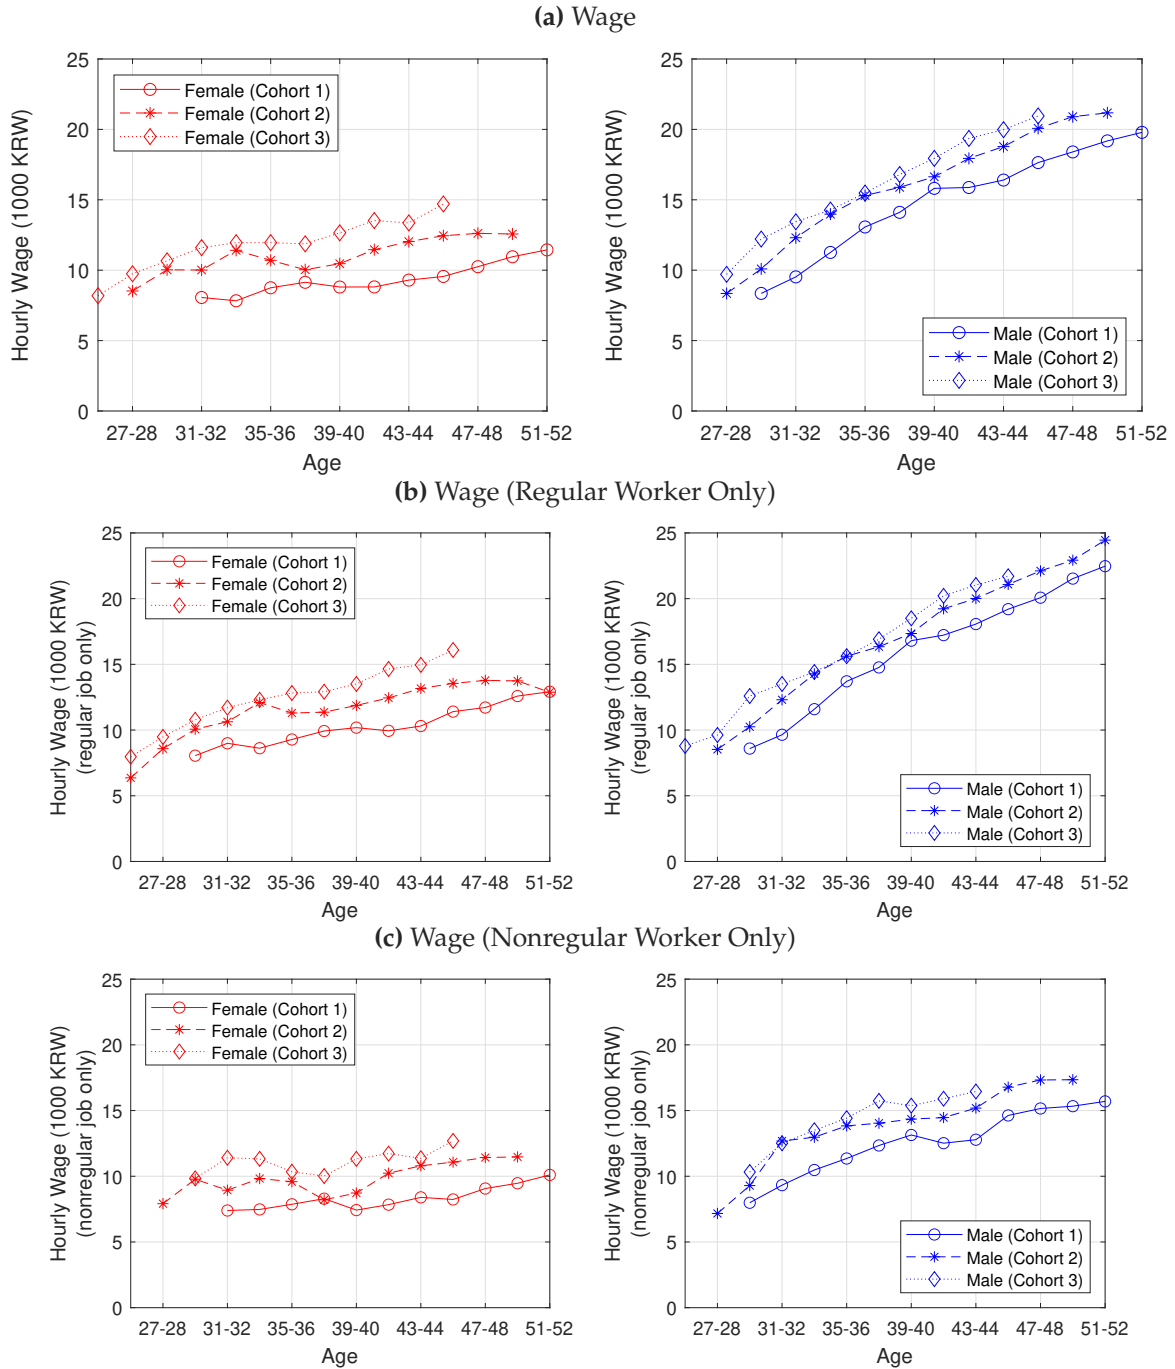 (a) Wage
25
20
15
10
5
0
Hourly Wage (1000 KRW)
Female (Cohort 1)
Female (Cohort 2)
Female (Cohort 3)
27-28 31-32 35-36 39-40 43-44 47-48 51-52
Age
25
20
15
10
5
0
Hourly Wage (1000 KRW)
Male (Cohort 1)
Male (Cohort 2)
Male (Cohort 3)
27-28 31-32 35-36 39-40 43-44 47-48 51-52
Age
(b) Wage (Regular Worker Only)
25
20
15
10
5
0
Hourly Wage (1000 KRW)
(regular job only)
Female (Cohort 1)
Female (Cohort 2)
Female (Cohort 3)
27-28 31-32 35-36 39-40 43-44 47-48 51-52
Age
25
20
15
10
5
0
Hourly Wage (1000 KRW)
(regular job only)
Male (Cohort 1)
Male (Cohort 2)
Male (Cohort 3)
27-28 31-32 35-36 39-40 43-44 47-48 51-52
Age
(c) Wage (Nonregular Worker Only)
25
20
15
10
5
0
Hourly Wage (1000 KRW)
(nonregular job only)
Female (Cohort 1)
Female (Cohort 2)
Female (Cohort 3)
27-28 31-32 35-36 39-40 43-44 47-48 51-52
Age
25
20
15
10
5
0
Hourly Wage (1000 KRW)
(nonregular job only)
Male (Cohort 1)
Male (Cohort 2)
Male (Cohort 3)
27-28 31-32 35-36 39-40 43-44 47-48 51-52
Age